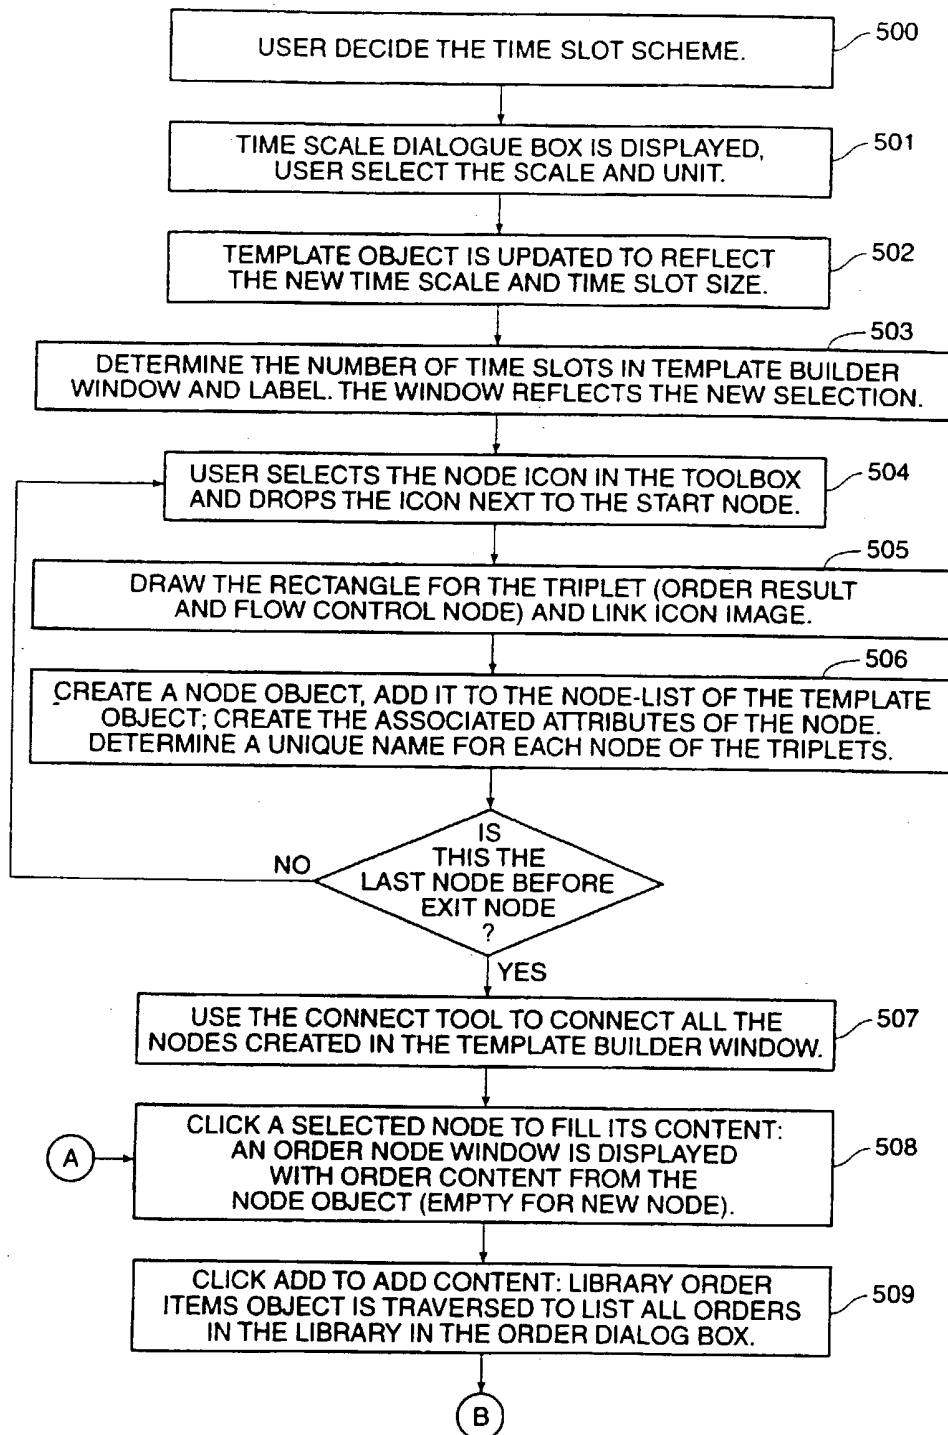 USER DECIDE THE TIME SLOT SCHEME.
500
TIME SCALE DIALOGUE BOX IS DISPLAYED,
USER SELECT THE SCALE AND UNIT.
501
TEMPLATE OBJECT IS UPDATED TO REFLECT
THE NEW TIME SCALE AND TIME SLOT SIZE.
502
503
DETERMINE THE NUMBER OF TIME SLOTS IN TEMPLATE BUILDER
WINDOW AND LABEL. THE WINDOW REFLECTS THE NEW SELECTION.
USER SELECTS THE NODE ICON IN THE TOOLBOX
AND DROPS THE ICON NEXT TO THE START NODE.
504
505
DRAW THE RECTANGLE FOR THE TRIPLET (ORDER RESULT
AND FLOW CONTROL NODE) AND LINK ICON IMAGE.
506
CREATE A NODE OBJECT, ADD IT TO THE NODE-LIST OF THE TEMPLATE
OBJECT; CREATE THE ASSOCIATED ATTRIBUTES OF THE NODE.
DETERMINE A UNIQUE NAME FOR EACH NODE OF THE TRIPLETS.
IS
THIS THE
LAST NODE BEFORE
EXIT NODE
?
NO
YES
USE THE CONNECT TOOL TO CONNECT ALL THE
NODES CREATED IN THE TEMPLATE BUILDER WINDOW.
507
A
CLICK A SELECTED NODE TO FILL ITS CONTENT:
AN ORDER NODE WINDOW IS DISPLAYED
WITH ORDER CONTENT FROM THE
NODE OBJECT (EMPTY FOR NEW NODE).
508
CLICK ADD TO ADD CONTENT: LIBRARY ORDER
ITEMS OBJECT IS TRAVERSED TO LIST ALL ORDERS
IN THE LIBRARY IN THE ORDER DIALOG BOX.
509
B